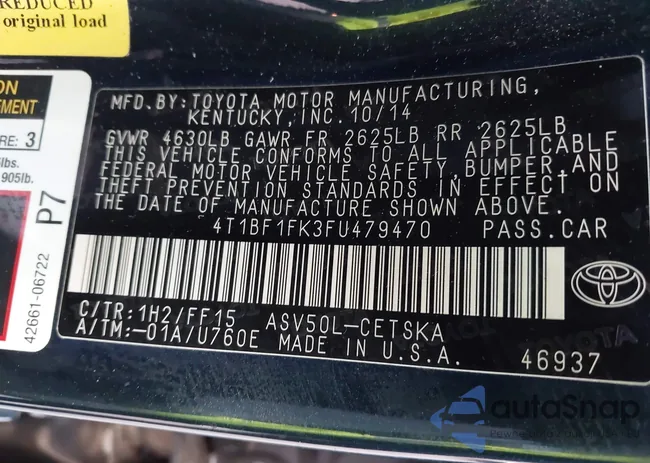 REDUCED
original load
ON
EMENT
RE: 3
lbs.
905lb.
P7
42661-06722
MFD.BY:TOYOTA MOTOR MANUFACTURING,
KENTUCKY,INC.10/14
GVWR 4630LB GAWR FR 2625LB RR 2625LB
THIS VEHICLE CONFORMS TO ALL APPLICABLE
FEDERAL MOTOR VEHICLE SAFETY,BUMPER,AND
THEFT PREVENTION STANDARDS IN EFFECT ON
THE DATE OF MANUFACTURE SHOWN ABOVE.
4T1BF1FK3FU479470 PASS.CAR
TOYOTA
C/TR:1H2/FF15 ASV50L-CETSKA
A/TM:-01A/U760E MADE IN U.S.A. 46937
autoSnap